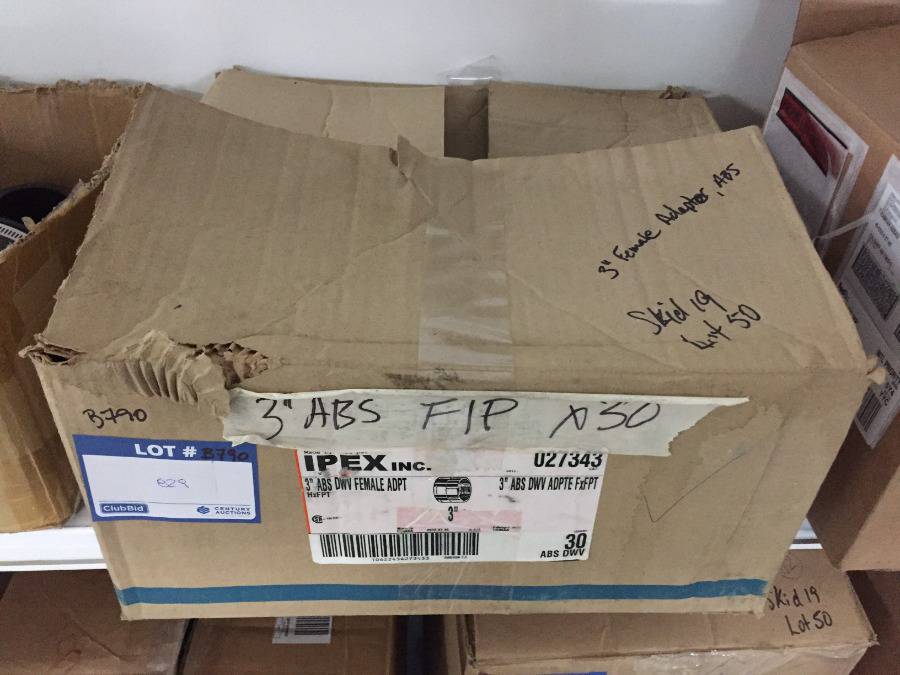 3" Female Adapter, ABS
Skid 19
Lot 50
3" ABS FIP x50
B790
LOT # B790
829
ClubBid
CENTURY AUCTIONS
IPEX INC.
027343
3" ABS DWV FEMALE ADPT
HxFPT
3" ABS DWV ADPTE FxFPT
3"
30
ABS DWV
Skid 19
Lot 50